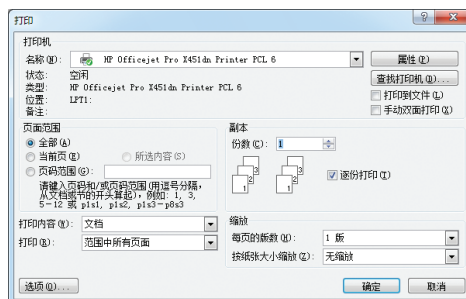 打印
打印机
名称(N): HP Officejet Pro X451dn Printer PCL 6 属性(P)
状态: 空闲 查找打印机(D)...
类型: HP Officejet Pro X451dn Printer PCL 6
位置: LPT1: 打印到文件(L)
备注: 手动双面打印(X)
页面范围 副本
全部(A) 份数(C): 1
当前页(E) 所选内容(S)
页码范围(G): 逐份打印(T)
请键入页码和/或页码范围(用逗号分隔,
从文档或节的开头算起), 例如: 1, 3,
5-12 或 p1s1, p1s2, p1s3-p8s3
1 2 3 1 2 3
打印内容(W): 文档 缩放
打印(R): 范围中所有页面 每页的版数(H): 1 版
按纸张大小缩放(Z): 无缩放
选项(O)... 确定 取消